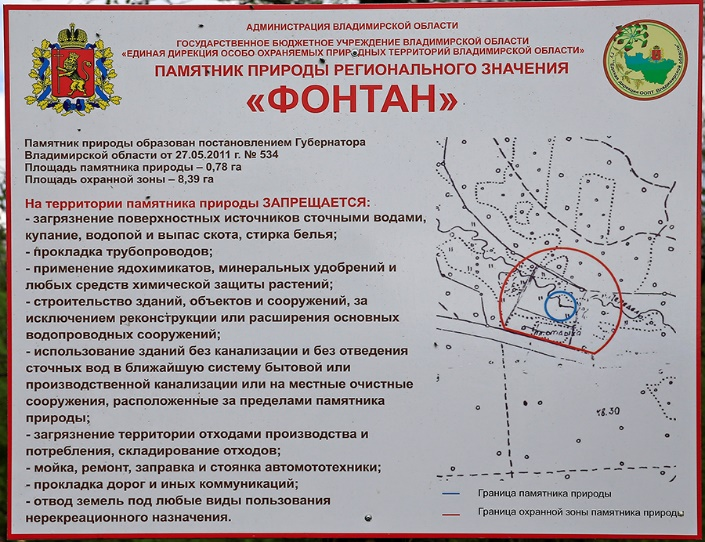 АДМИНИСТРАЦИЯ ВЛАДИМИРСКОЙ ОБЛАСТИ
ГОСУДАРСТВЕННОЕ БЮДЖЕТНОЕ УЧРЕЖДЕНИЕ ВЛАДИМИРСКОЙ ОБЛАСТИ
«ЕДИНАЯ ДИРЕКЦИЯ ОСОБО ОХРАНЯЕМЫХ ПРИРОДНЫХ ТЕРРИТОРИЙ ВЛАДИМИРСКОЙ ОБЛАСТИ»
ПАМЯТНИК ПРИРОДЫ РЕГИОНАЛЬНОГО ЗНАЧЕНИЯ
«ФОНТАН»
Памятник природы образован постановлением Губернатора
Владимирской области от 27.05.2011 г. № 534
Площадь памятника природы – 0,78 га
Площадь охранной зоны – 8,39 га
На территории памятника природы ЗАПРЕЩАЕТСЯ:
- загрязнение поверхностных источников сточными водами,
купание, водопой и выпас скота, стирка белья;
- прокладка трубопроводов;
- применение ядохимикатов, минеральных удобрений и
любых средств химической защиты растений;
- строительство зданий, объектов и сооружений, за
исключением реконструкции или расширения основных
водопроводных сооружений;
- использование зданий без канализации и без отведения
сточных вод в ближайшую систему бытовой или
производственной канализации или на местные очистные
сооружения, расположенные за пределами памятника
природы;
- загрязнение территории отходами производства и
потребления, складирование отходов;
- мойка, ремонт, заправка и стоянка автомототехники;
- прокладка дорог и иных коммуникаций;
- отвод земель под любые виды пользования
нерекреационного назначения.
Граница памятника природы
Граница охранной зоны памятника природы